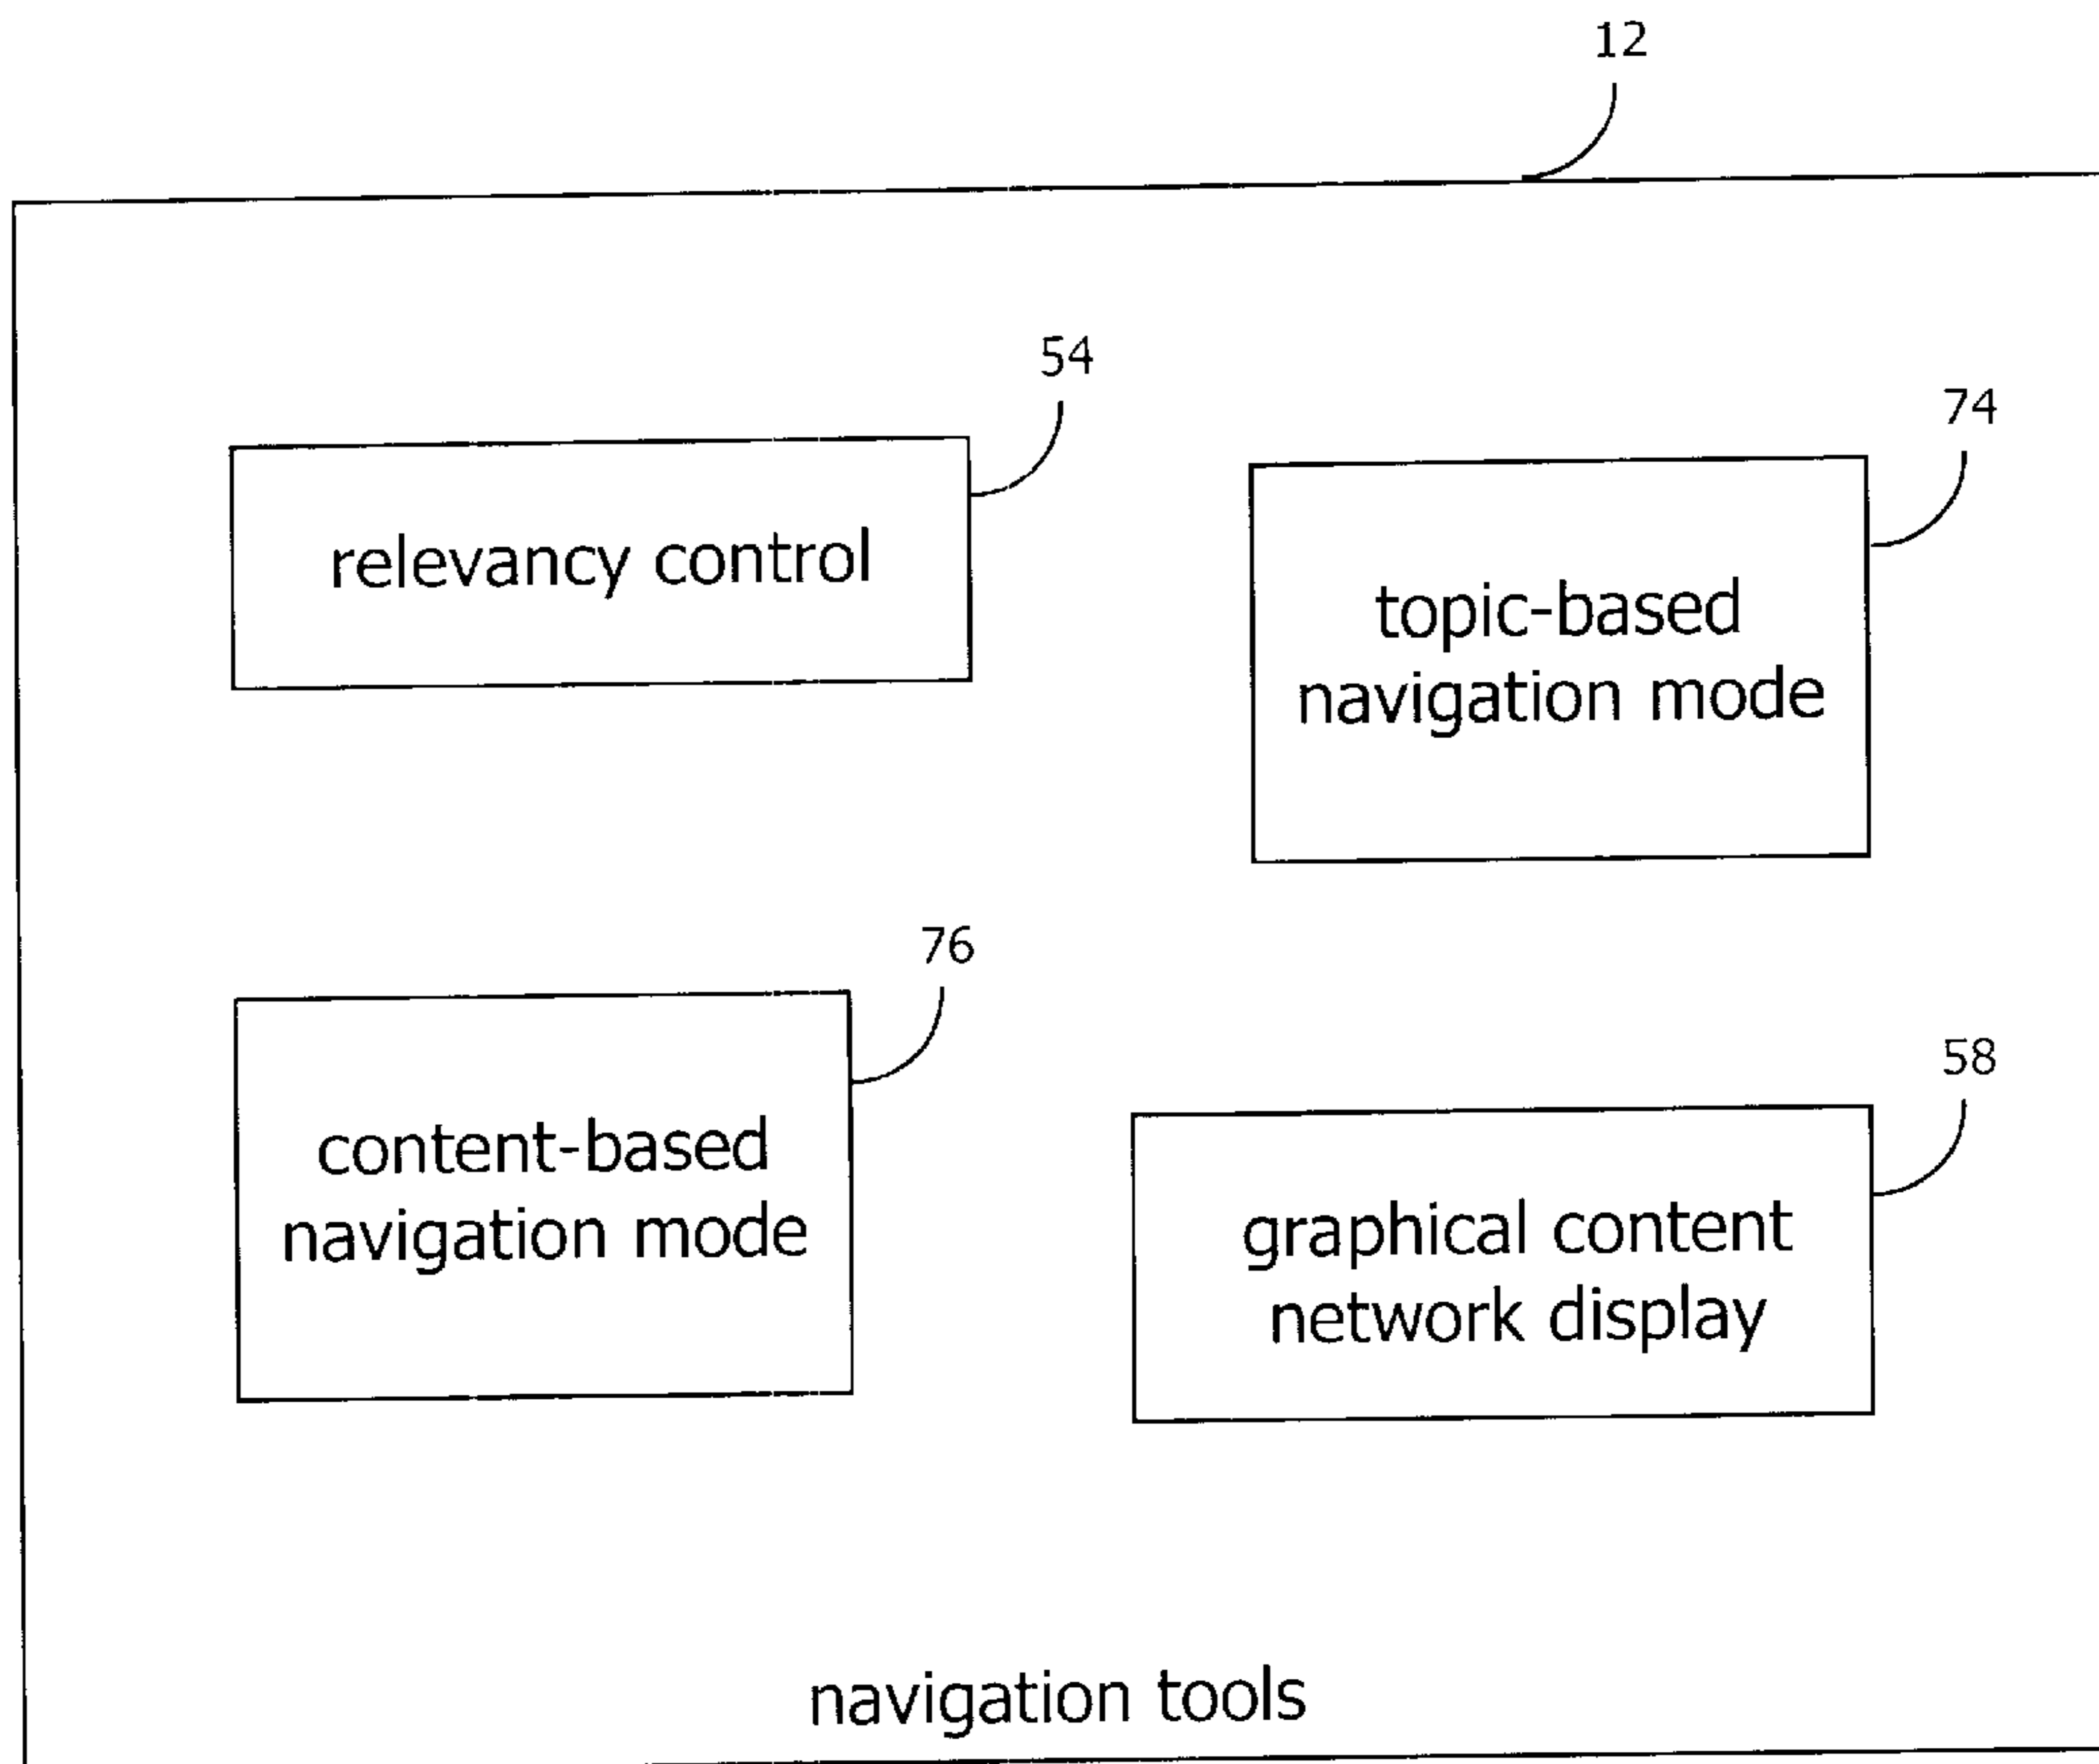 12
54
relevancy control
74
topic-based
navigation mode
76
content-based
navigation mode
58
graphical content
network display
navigation tools